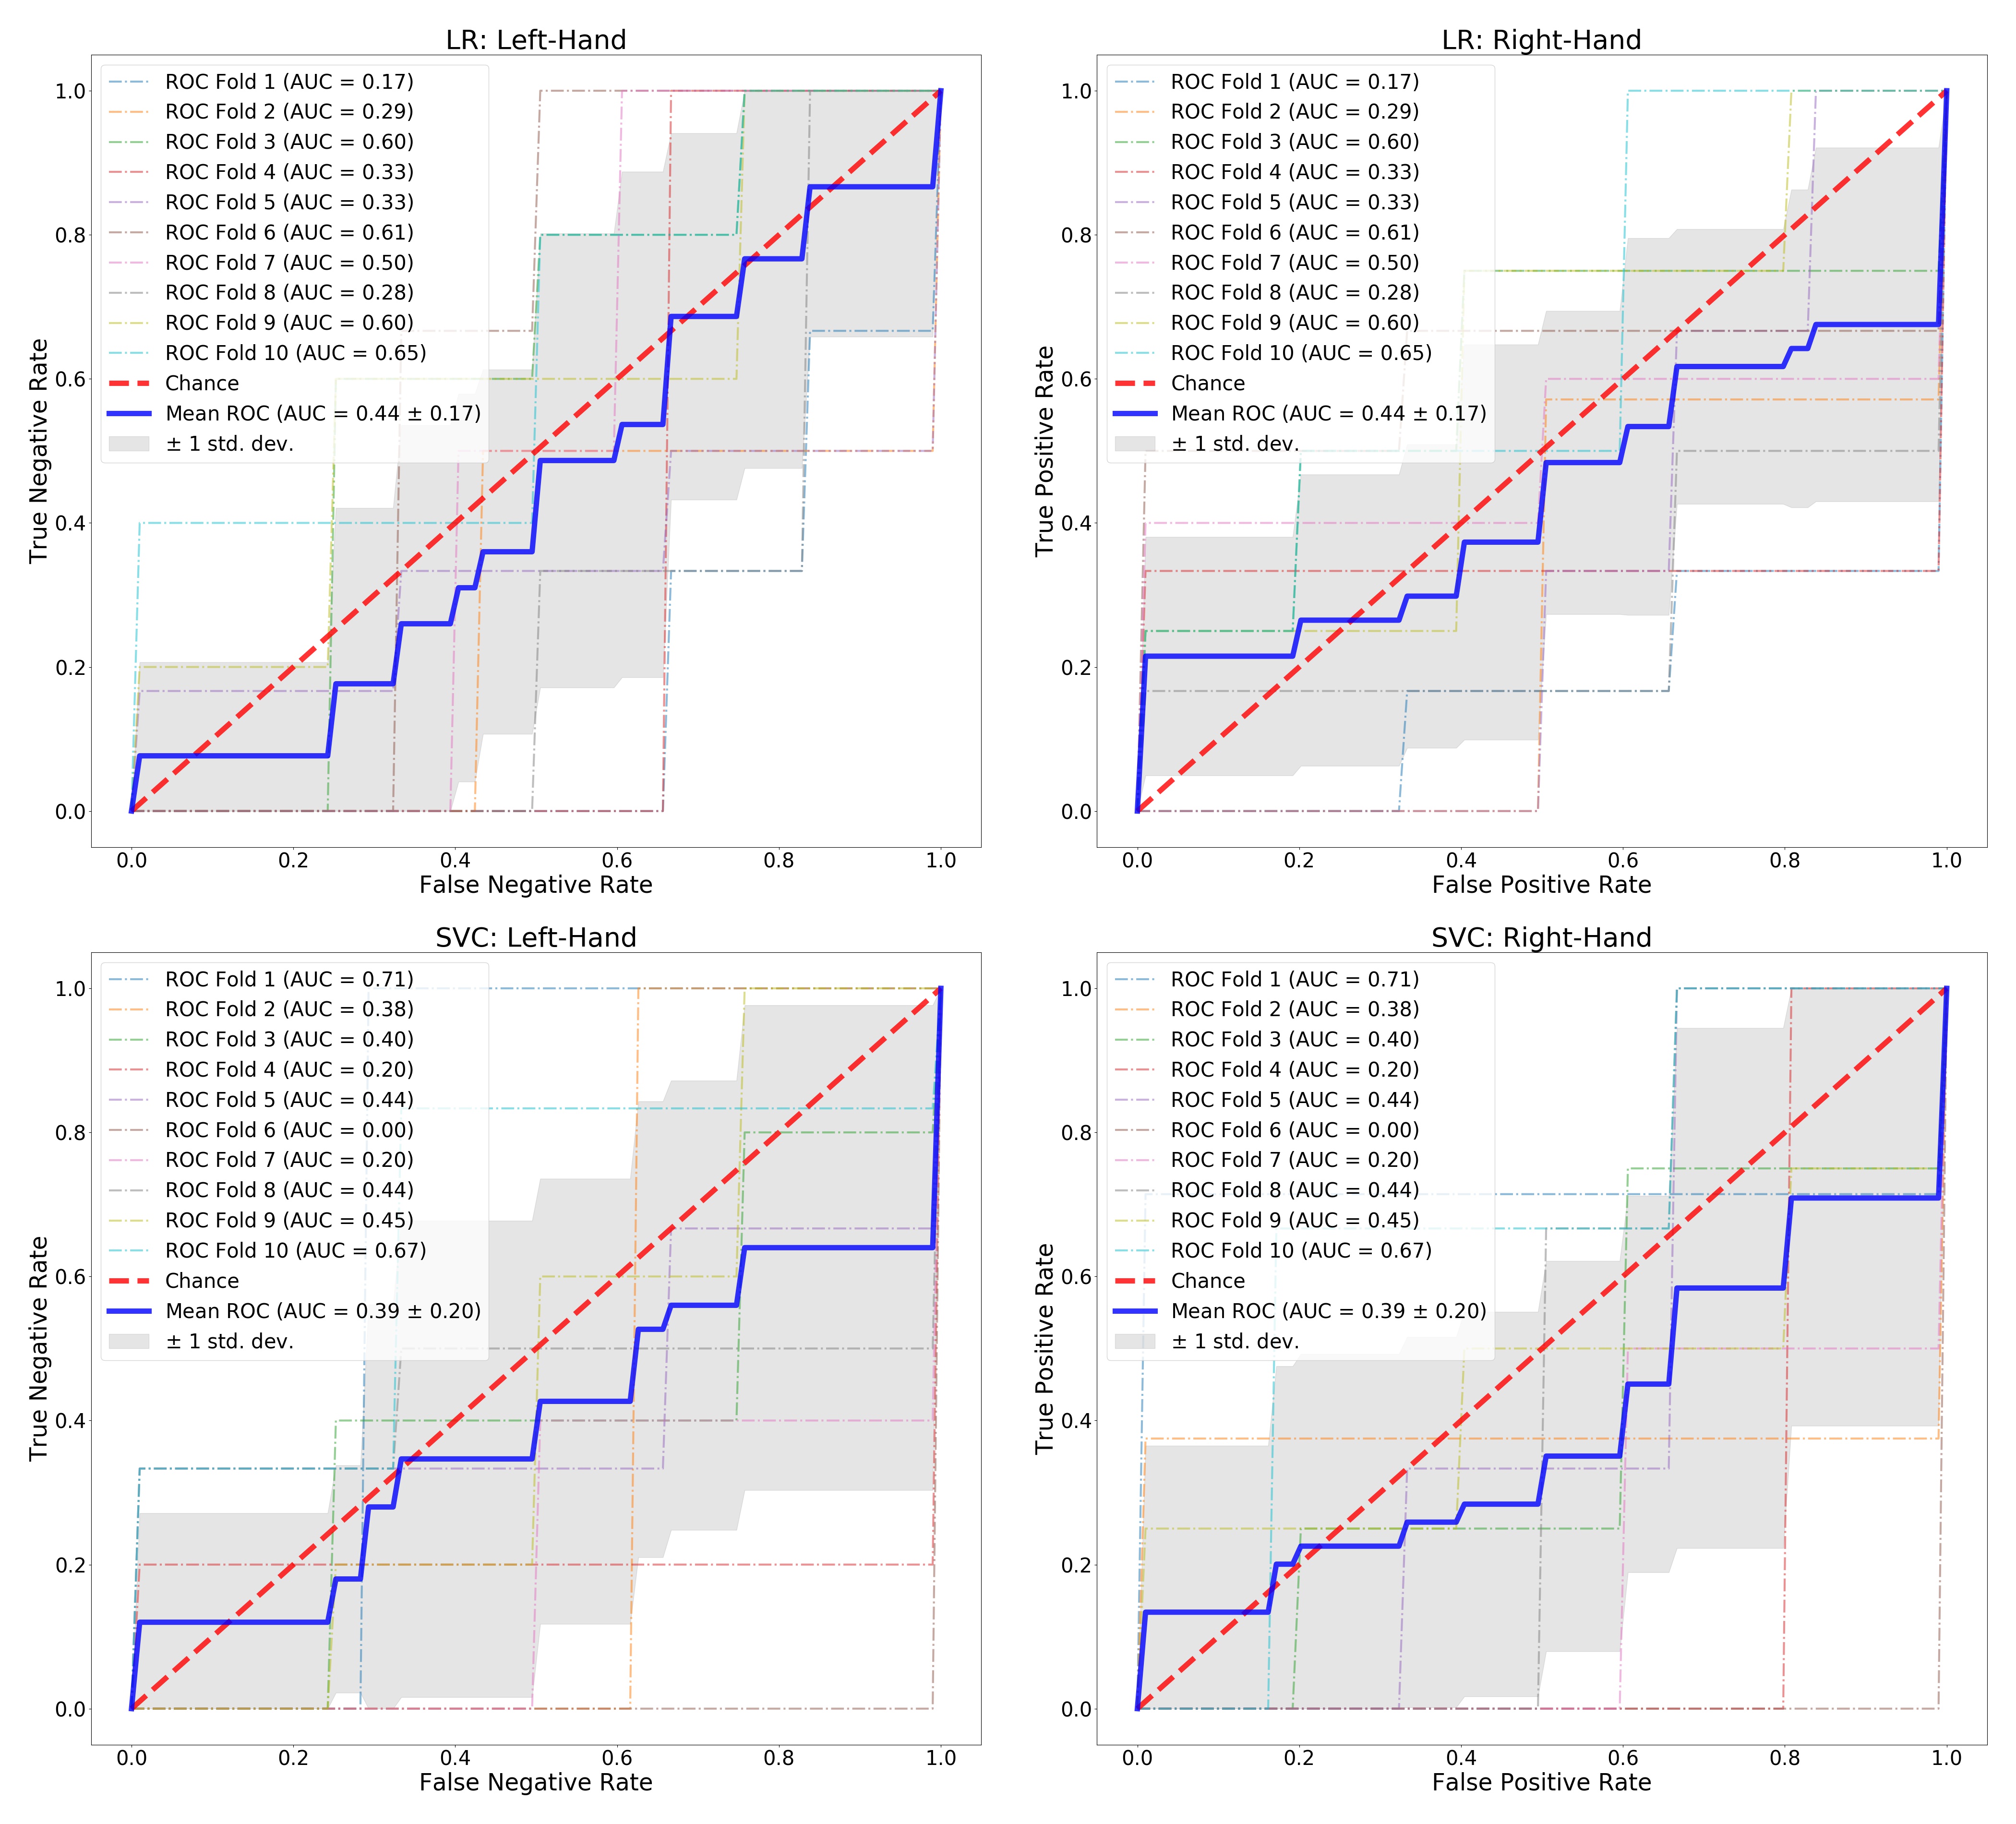 LR: Left-Hand
True Negative Rate
1.0
0.8
0.6
0.4
0.2
0.0
ROC Fold 1 (AUC = 0.17)
ROC Fold 2 (AUC = 0.29)
ROC Fold 3 (AUC = 0.60)
ROC Fold 4 (AUC = 0.33)
ROC Fold 5 (AUC = 0.33)
ROC Fold 6 (AUC = 0.61)
ROC Fold 7 (AUC = 0.50)
ROC Fold 8 (AUC = 0.28)
ROC Fold 9 (AUC = 0.60)
ROC Fold 10 (AUC = 0.65)
Chance
Mean ROC (AUC = 0.44 ± 0.17)
± 1 std. dev.
0.0 0.2 0.4 0.6 0.8 1.0
False Negative Rate
LR: Right-Hand
True Positive Rate
1.0
0.8
0.6
0.4
0.2
0.0
ROC Fold 1 (AUC = 0.17)
ROC Fold 2 (AUC = 0.29)
ROC Fold 3 (AUC = 0.60)
ROC Fold 4 (AUC = 0.33)
ROC Fold 5 (AUC = 0.33)
ROC Fold 6 (AUC = 0.61)
ROC Fold 7 (AUC = 0.50)
ROC Fold 8 (AUC = 0.28)
ROC Fold 9 (AUC = 0.60)
ROC Fold 10 (AUC = 0.65)
Chance
Mean ROC (AUC = 0.44 ± 0.17)
± 1 std. dev.
0.0 0.2 0.4 0.6 0.8 1.0
False Positive Rate
SVC: Left-Hand
True Negative Rate
1.0
0.8
0.6
0.4
0.2
0.0
ROC Fold 1 (AUC = 0.71)
ROC Fold 2 (AUC = 0.38)
ROC Fold 3 (AUC = 0.40)
ROC Fold 4 (AUC = 0.20)
ROC Fold 5 (AUC = 0.44)
ROC Fold 6 (AUC = 0.00)
ROC Fold 7 (AUC = 0.20)
ROC Fold 8 (AUC = 0.44)
ROC Fold 9 (AUC = 0.45)
ROC Fold 10 (AUC = 0.67)
Chance
Mean ROC (AUC = 0.39 ± 0.20)
± 1 std. dev.
0.0 0.2 0.4 0.6 0.8 1.0
False Negative Rate
SVC: Right-Hand
True Positive Rate
1.0
0.8
0.6
0.4
0.2
0.0
ROC Fold 1 (AUC = 0.71)
ROC Fold 2 (AUC = 0.38)
ROC Fold 3 (AUC = 0.40)
ROC Fold 4 (AUC = 0.20)
ROC Fold 5 (AUC = 0.44)
ROC Fold 6 (AUC = 0.00)
ROC Fold 7 (AUC = 0.20)
ROC Fold 8 (AUC = 0.44)
ROC Fold 9 (AUC = 0.45)
ROC Fold 10 (AUC = 0.67)
Chance
Mean ROC (AUC = 0.39 ± 0.20)
± 1 std. dev.
0.0 0.2 0.4 0.6 0.8 1.0
False Positive Rate